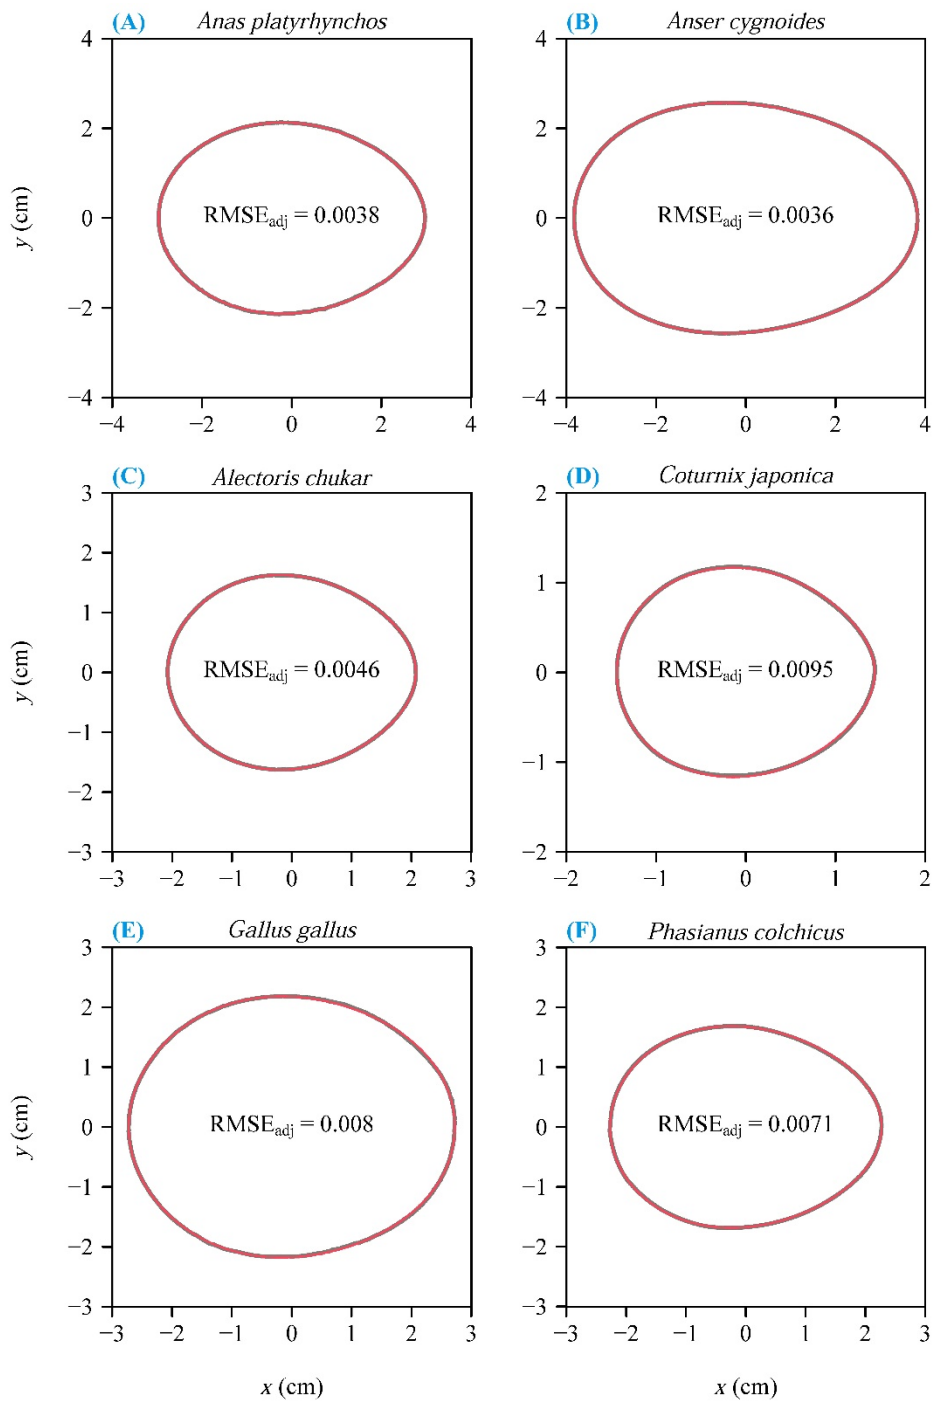 (A) Anas platyrhynchos
4
2
0
−2
−4
y (cm)
RMSEadj = 0.0038
−4 −2 0 2 4
(B) Anser cygnoides
4
2
0
−2
−4
RMSEadj = 0.0036
−4 −2 0 2 4
(C) Alectoris chukar
3
2
1
0
−1
−2
−3
y (cm)
RMSEadj = 0.0046
−3 −2 −1 0 1 2 3
(D) Coturnix japonica
2
1
0
−1
−2
RMSEadj = 0.0095
−2 −1 0 1 2
(E) Gallus gallus
3
2
1
0
−1
−2
−3
y (cm)
RMSEadj = 0.008
−3 −2 −1 0 1 2 3
x (cm)
(F) Phasianus colchicus
3
2
1
0
−1
−2
−3
RMSEadj = 0.0071
−3 −2 −1 0 1 2 3
x (cm)